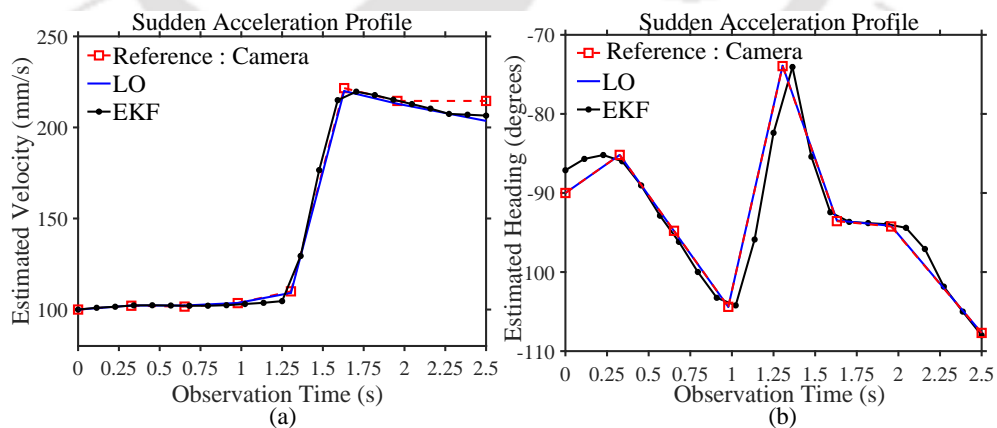 Sudden Acceleration Profile
250
200
150
100
Estimated Velocity (mm/s)
Reference : Camera
LO
EKF
0 0.25 0.5 0.75 1 1.25 1.5 1.75 2 2.25 2.5
Observation Time (s)
(a)
Sudden Acceleration Profile
-70
-80
-90
-100
-110
Estimated Heading (degrees)
Reference : Camera
LO
EKF
0 0.25 0.5 0.75 1 1.25 1.5 1.75 2 2.25 2.5
Observation Time (s)
(b)